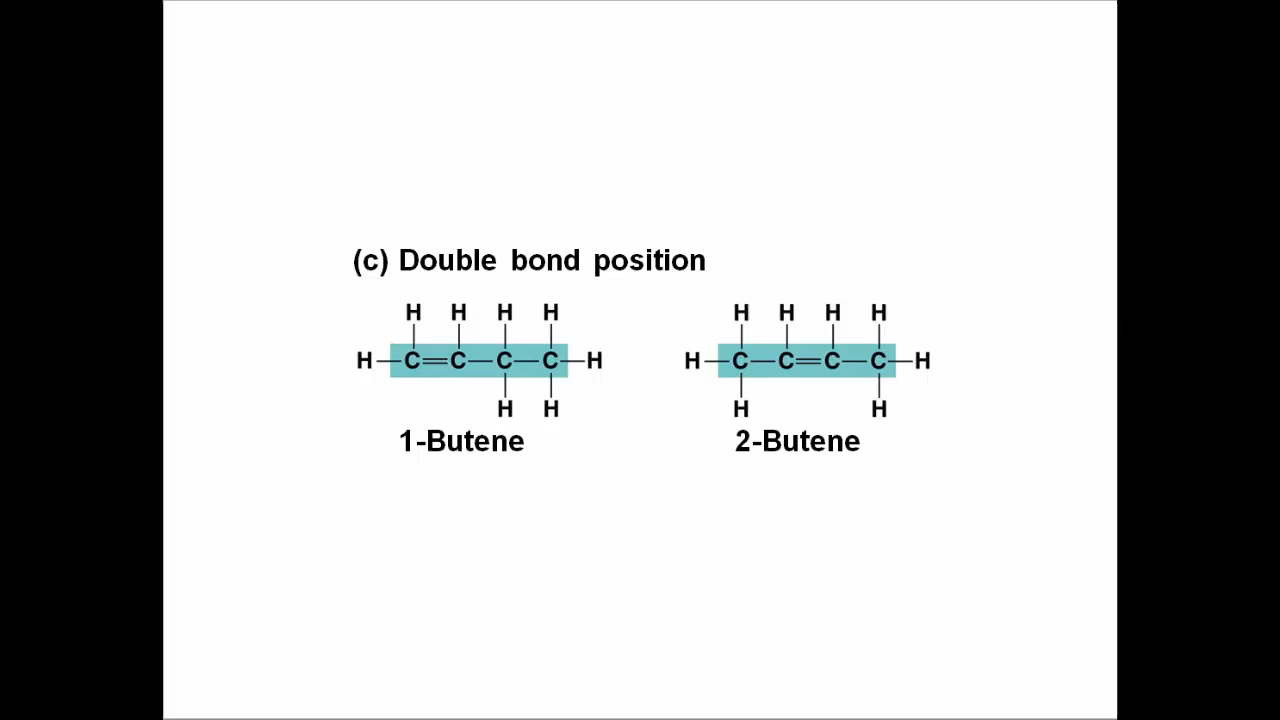 (c) Double bond position
H H H H H H H H
H C C C C H H C C C C H
H H H H
1-Butene 2-Butene